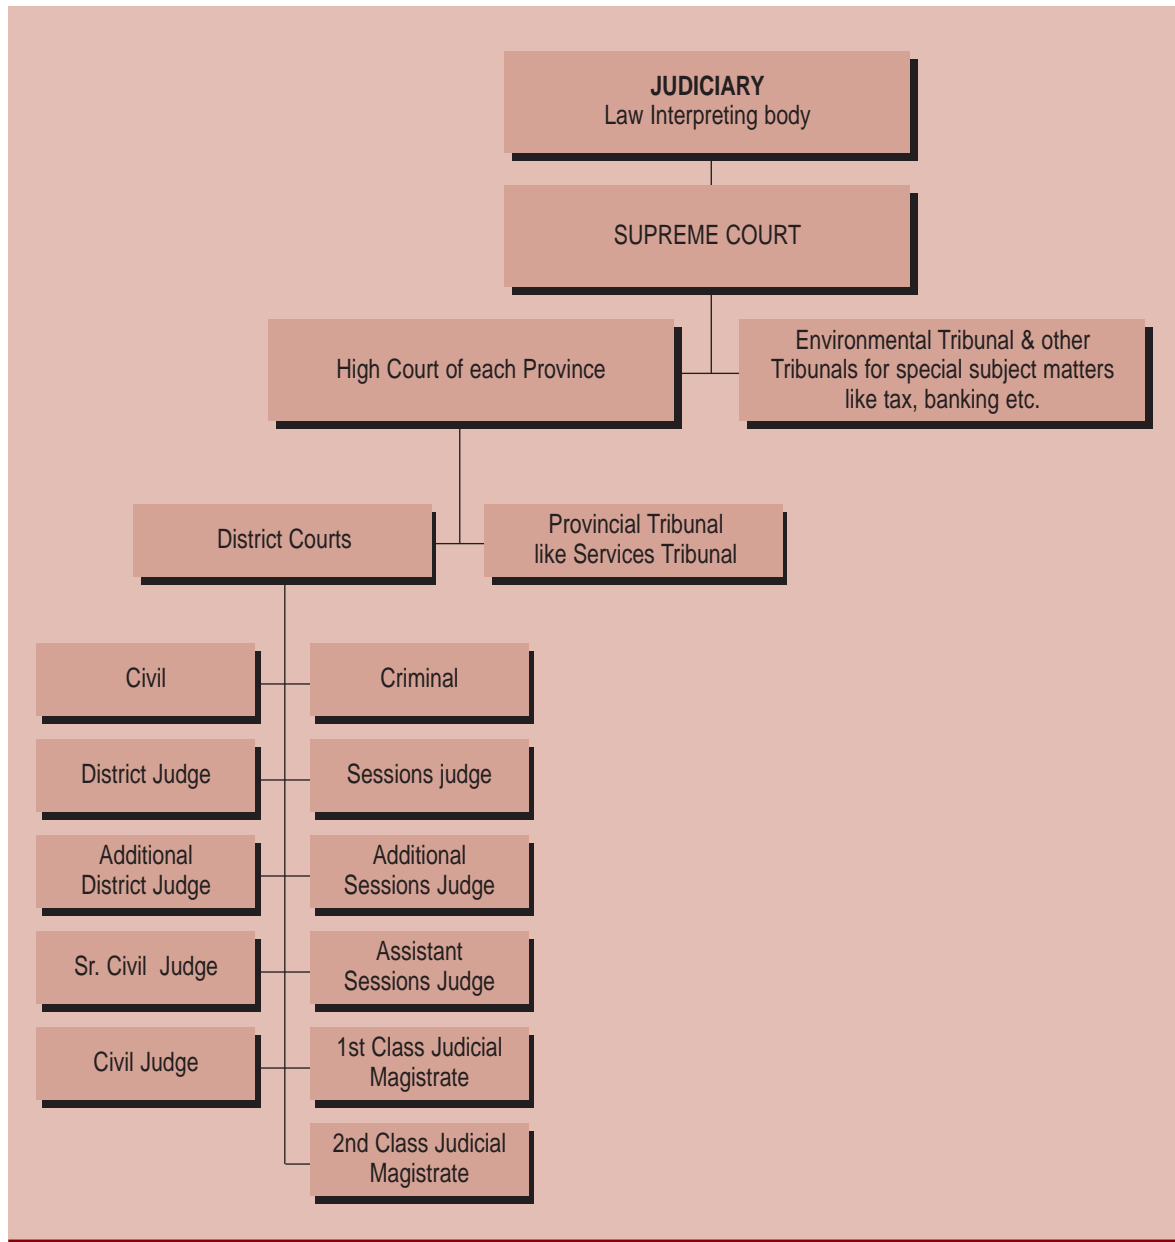 JUDICIARY
Law Interpreting body
SUPREME COURT
High Court of each Province
Environmental Tribunal & other
Tribunals for special subject matters
like tax, banking etc.
District Courts
Provincial Tribunal
like Services Tribunal
Civil
Criminal
District Judge
Sessions judge
Additional
District Judge
Additional
Sessions Judge
Sr. Civil Judge
Assistant
Sessions Judge
Civil Judge
1st Class Judicial
Magistrate
2nd Class Judicial
Magistrate